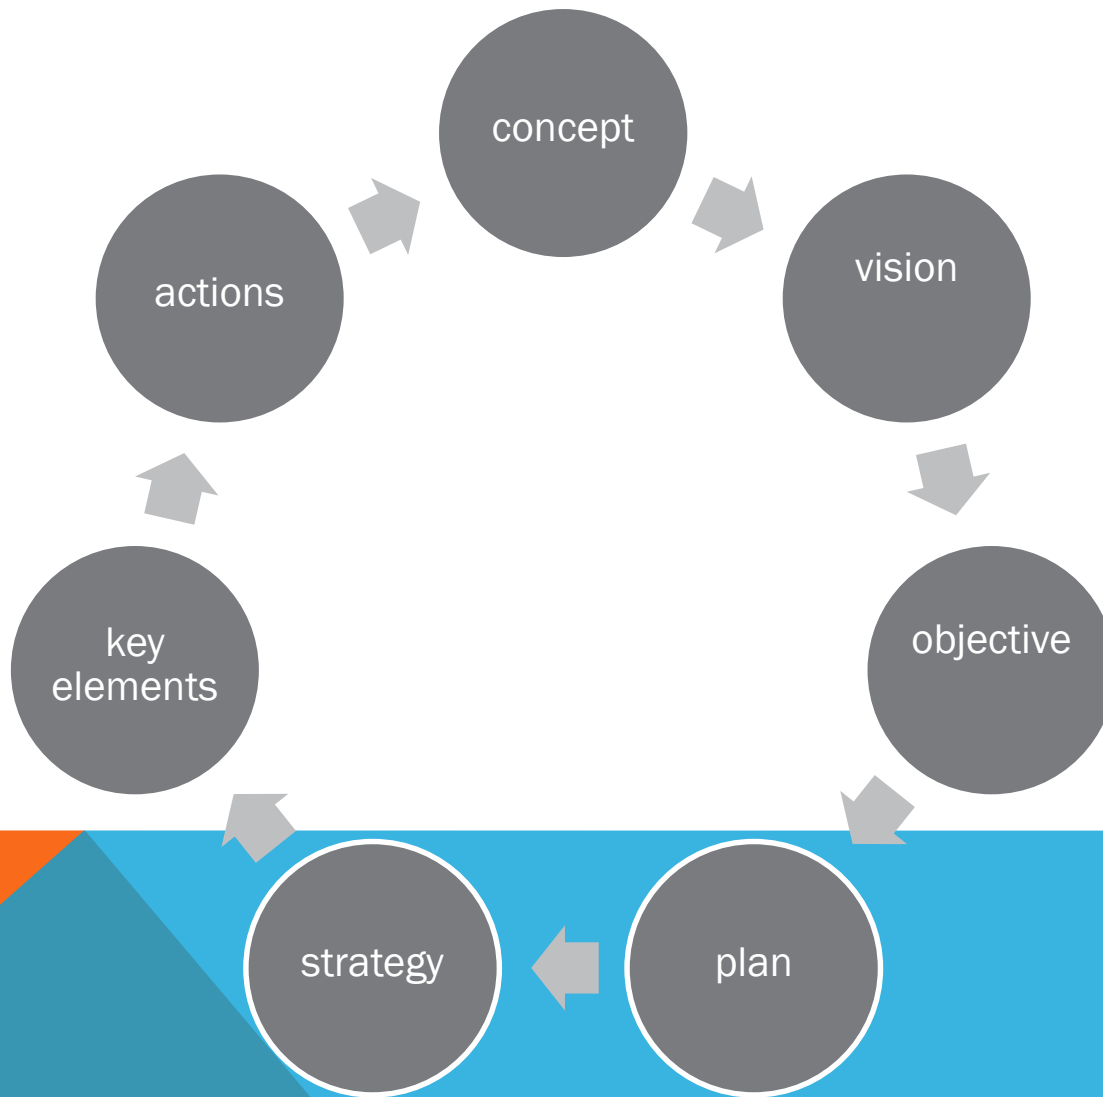 concept
vision
objective
plan
strategy
key
elements
actions